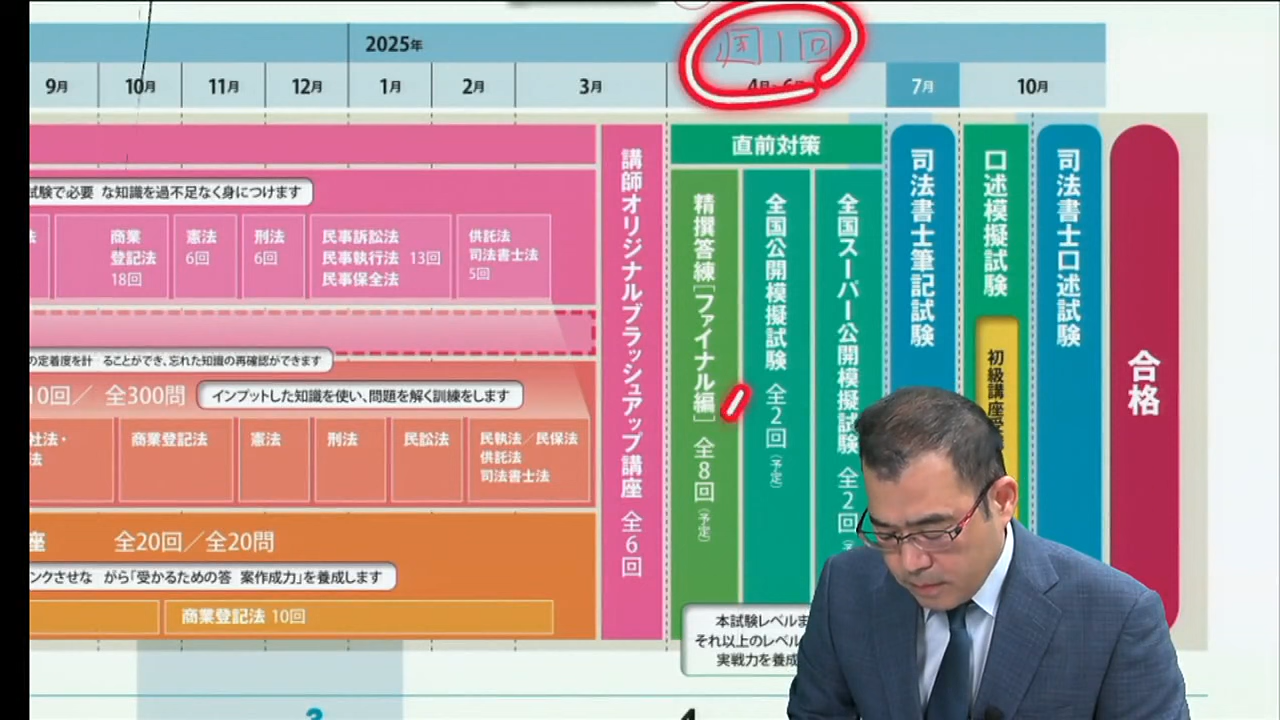 週1回
2025年
9月
10月
11月
12月
1月
2月
3月
4月
7月
10月
試験で必要 な知識を過不足なく身につけます
商業
登記法
18回
憲法
6回
刑法
6回
民事訴訟法
民事執行法 13回
民事保全法
供託法
司法書士法
5回
の定着度を計 ることができ、忘れた知識の再確認ができます
10回/ 全300問
インプットした知識を使い、問題を解く訓練をします
社法・
法
商業登記法
憲法
刑法
民訴法
民執法/民保法
供託法
司法書士法
座 全20回/全20問
ンクさせな がら「受かるための答 案作成力」を養成します
商業登記法 10回
講師オリジナルブラッシュアップ講座 全6回
直前対策
精撰答練[ファイナル編] 全8回(予定)
全国公開模擬試験 全2回(予定)
全国スーパー公開模擬試験 全2回
本試験レベルま
それ以上のレベル
実戦力を養成
司法書士筆記試験
口述模擬試験
初級講座受
司法書士口述試験
合格